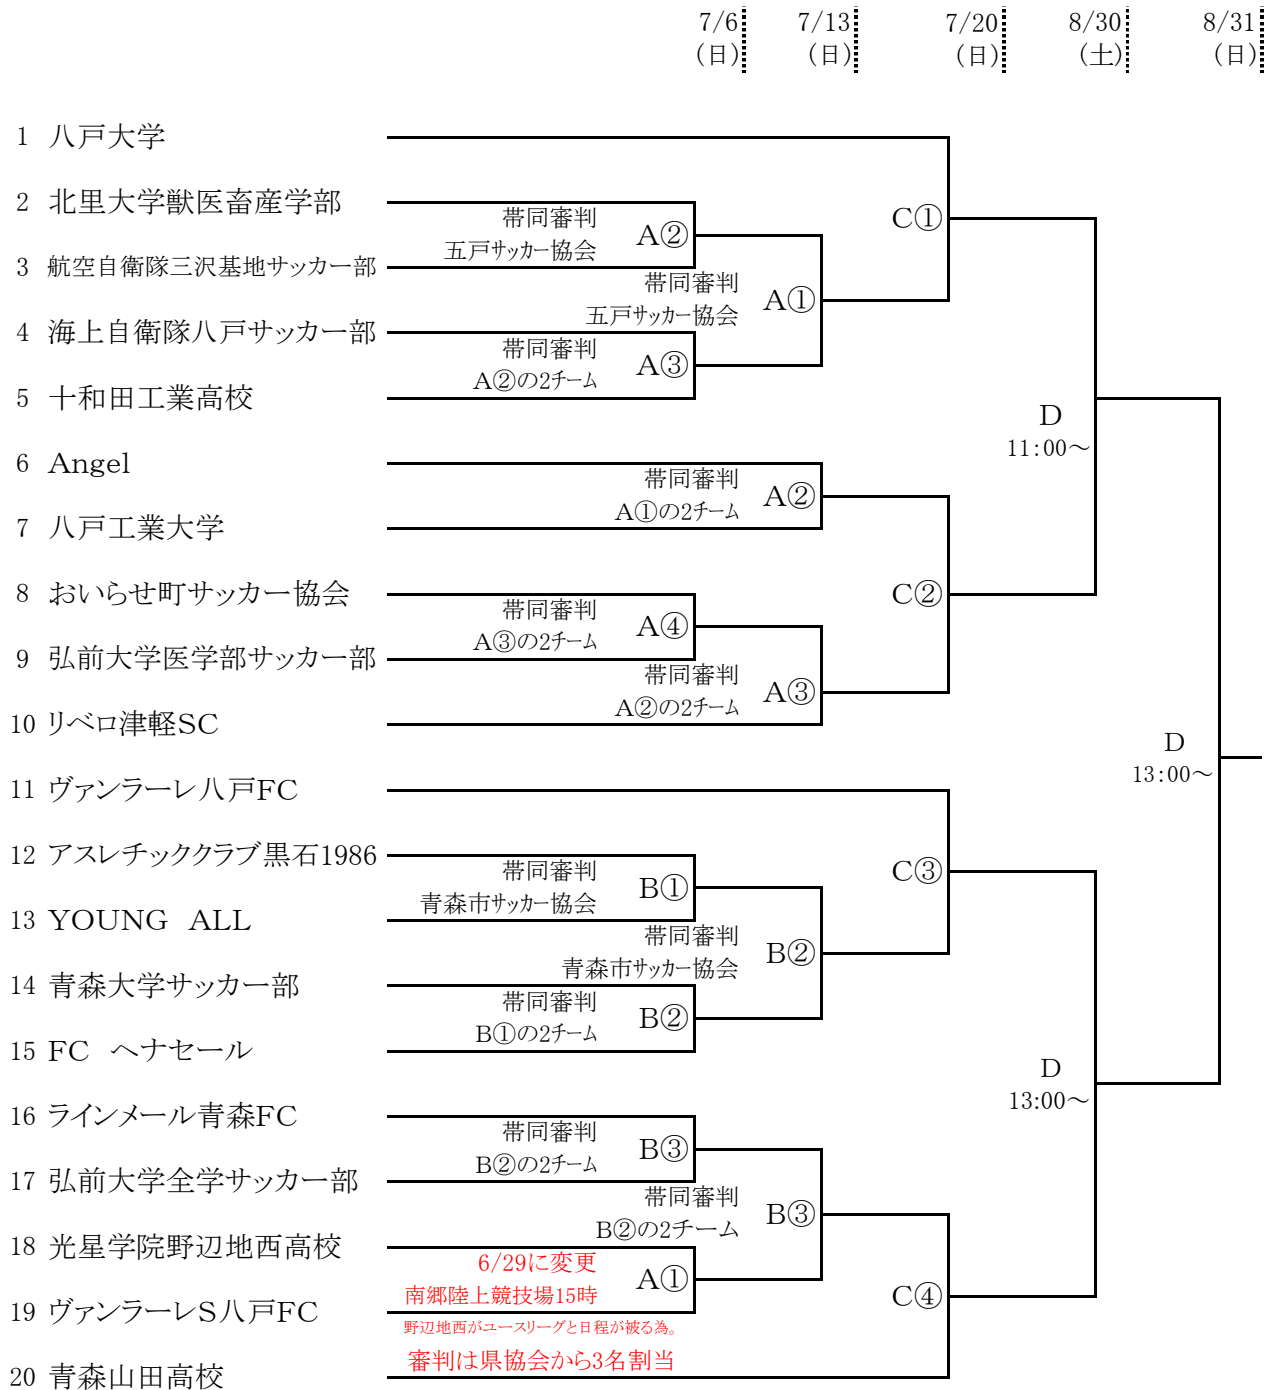 7/6 7/13 7/20 8/30 8/31
(日) (日) (日) (土) (日)
1 八戸大学
2 北里大学獣医畜産学部
帯同審判
五戸サッカー協会
A②
C①
3 航空自衛隊三沢基地サッカー部
帯同審判
五戸サッカー協会
A①
4 海上自衛隊八戸サッカー部
帯同審判
A②の2チーム
A③
5 十和田工業高校
D
11:00～
6 Angel
帯同審判
A①の2チーム
A②
7 八戸工業大学
8 おいらせ町サッカー協会
帯同審判
A③の2チーム
A④
C②
9 弘前大学医学部サッカー部
帯同審判
A②の2チーム
A③
10 リベロ津軽SC
D
13:00～
11 ヴァンラーレ八戸FC
12 アスレチッククラブ黒石1986
帯同審判
青森市サッカー協会
B①
C③
13 YOUNG ALL
帯同審判
青森市サッカー協会
B②
14 青森大学サッカー部
帯同審判
B①の2チーム
B②
15 FC ヘナセール
D
13:00～
16 ラインメール青森FC
帯同審判
B②の2チーム
B③
17 弘前大学全学サッカー部
帯同審判
B②の2チーム
B③
18 光星学院野辺地西高校
6/29に変更
南郷陸上競技場15時
A①
C④
19 ヴァンラーレS八戸FC
野辺地西がユースリーグと日程が被る為。
審判は県協会から3名割当
20 青森山田高校